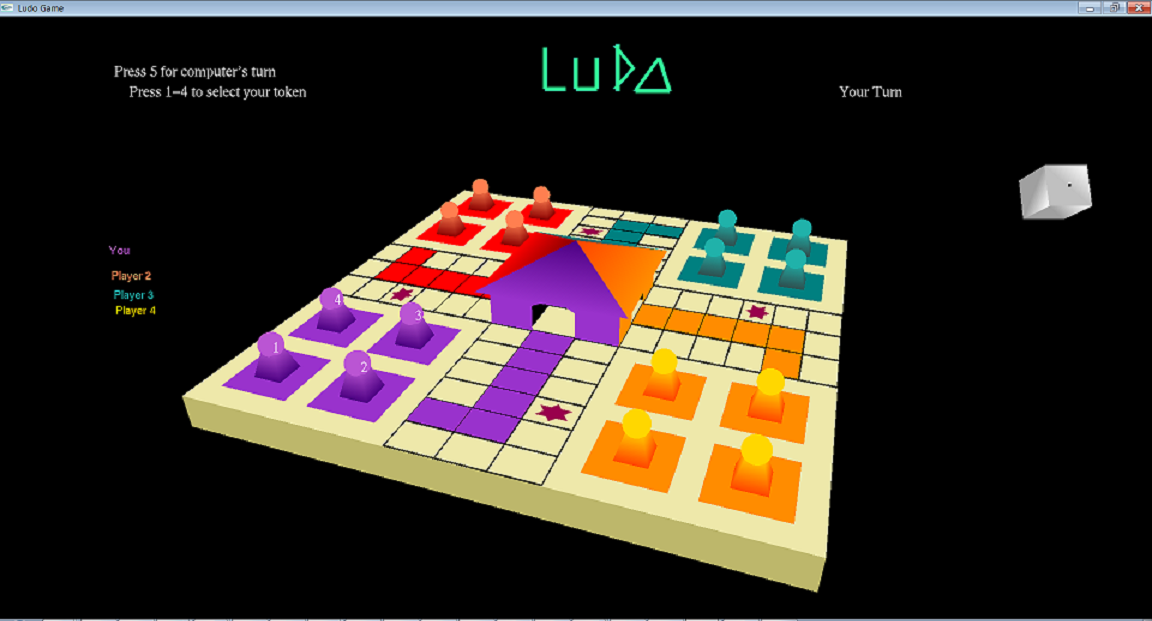 Ludo Game
LuDo
Press 5 for computer's turn
Press 1-4 to select your token
Your Turn
You
Player 2
Player 3
Player 4
4
3
1
2